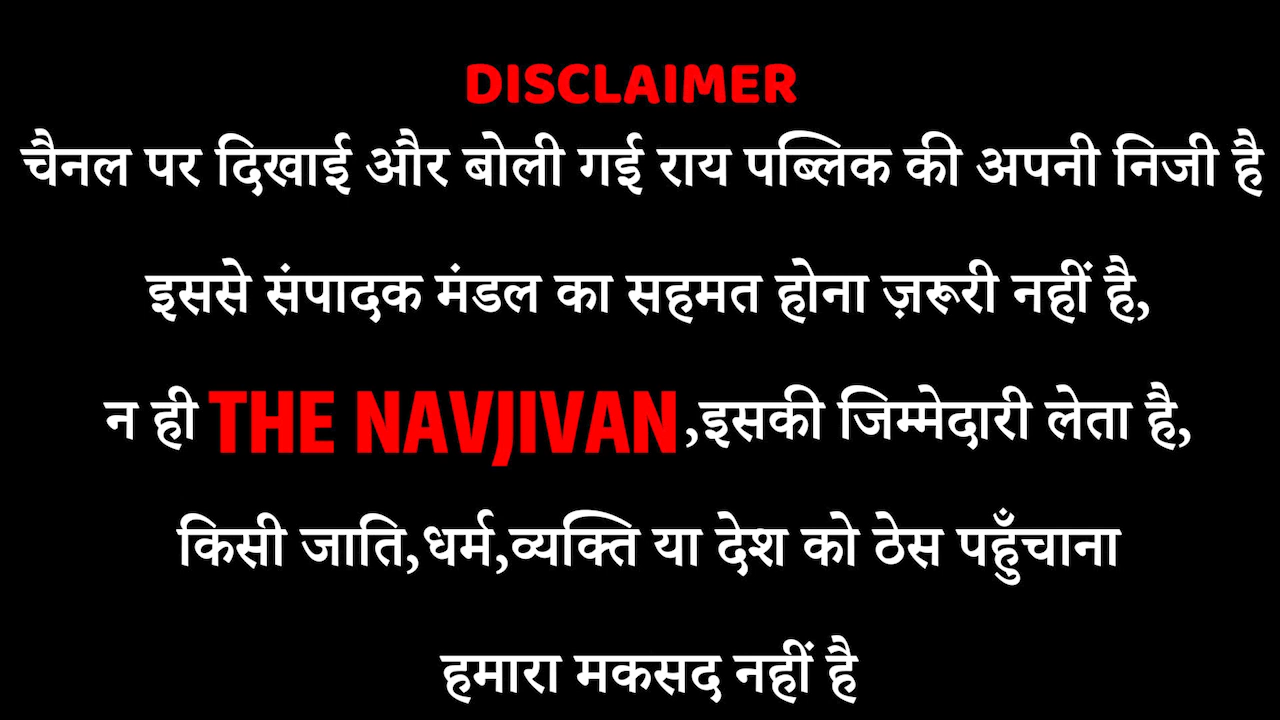 DISCLAIMER
चैनल पर दिखाई और बोली गई राय पब्लिक की अपनी निजी है
इससे संपादक मंडल का सहमत होना ज़रूरी नहीं है,
न ही THE NAVJIVAN ,इसकी जिम्मेदारी लेता है,
किसी जाति,धर्म,व्यक्ति या देश को ठेस पहुँचाना
हमारा मकसद नहीं है